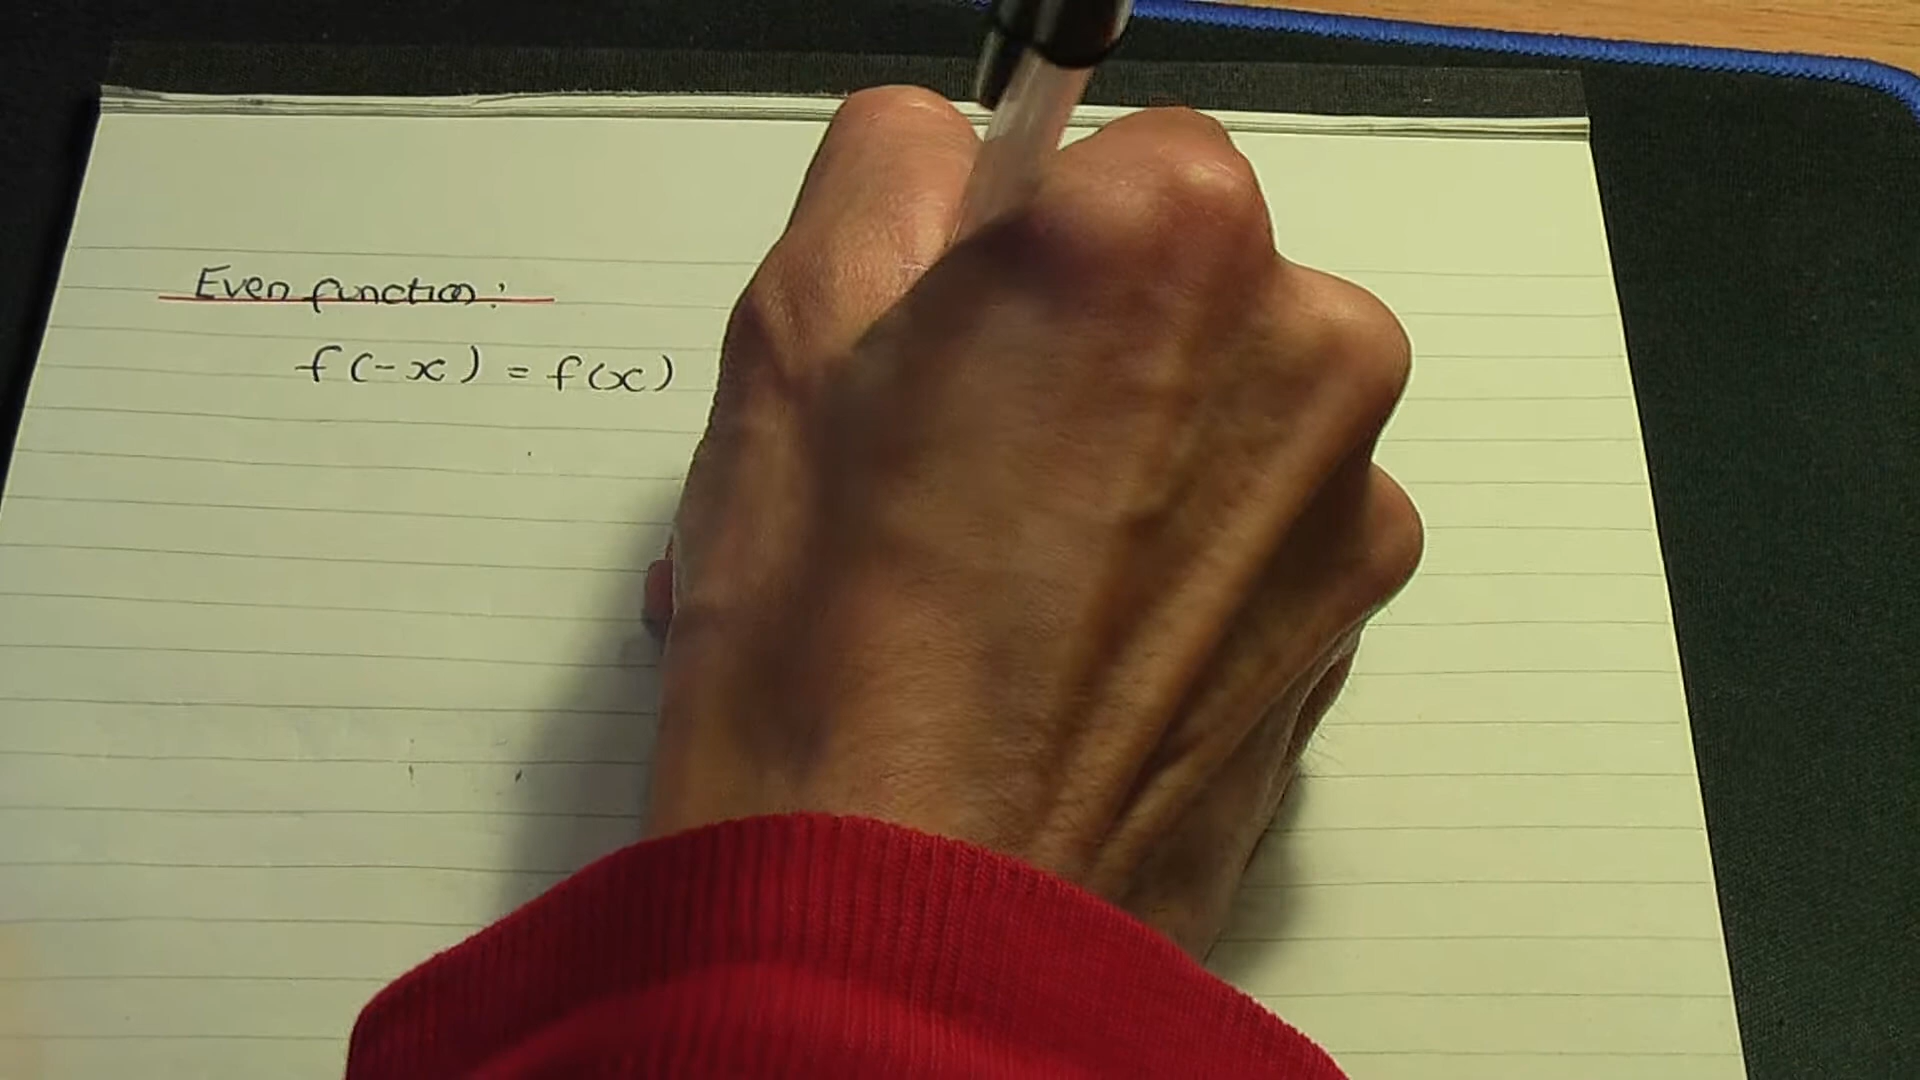 Even function:
f(-x) = f(x)